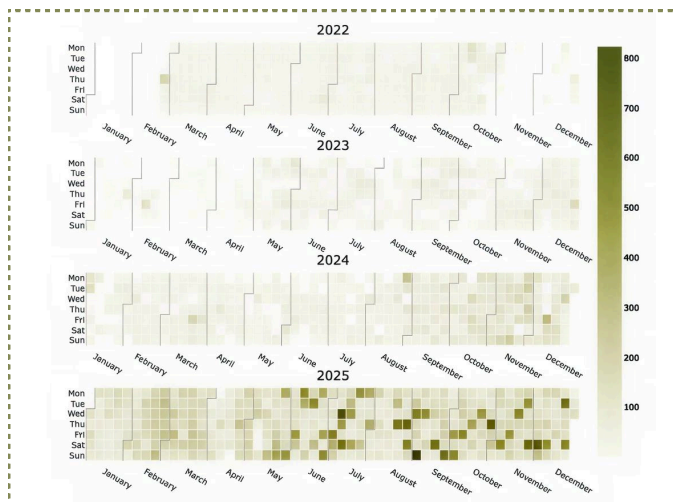 2022
Mon
Tue
Wed
Thu
Fri
Sat
Sun
January February March April May June July August September October November December
2023
Mon
Tue
Wed
Thu
Fri
Sat
Sun
January February March April May June July August September October November December
2024
Mon
Tue
Wed
Thu
Fri
Sat
Sun
January February March April May June July August September October November December
2025
Mon
Tue
Wed
Thu
Fri
Sat
Sun
January February March April May June July August September October November December
800
700
600
500
400
300
200
100